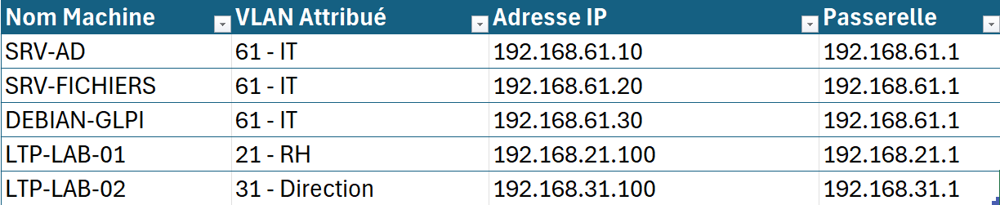 Nom Machine VLAN Attribué Adresse IP Passerelle
SRV-AD 61 - IT 192.168.61.10 192.168.61.1
SRV-FICHIERS 61 - IT 192.168.61.20 192.168.61.1
DEBIAN-GLPI 61 - IT 192.168.61.30 192.168.61.1
LTP-LAB-01 21 - RH 192.168.21.100 192.168.21.1
LTP-LAB-02 31 - Direction 192.168.31.100 192.168.31.1